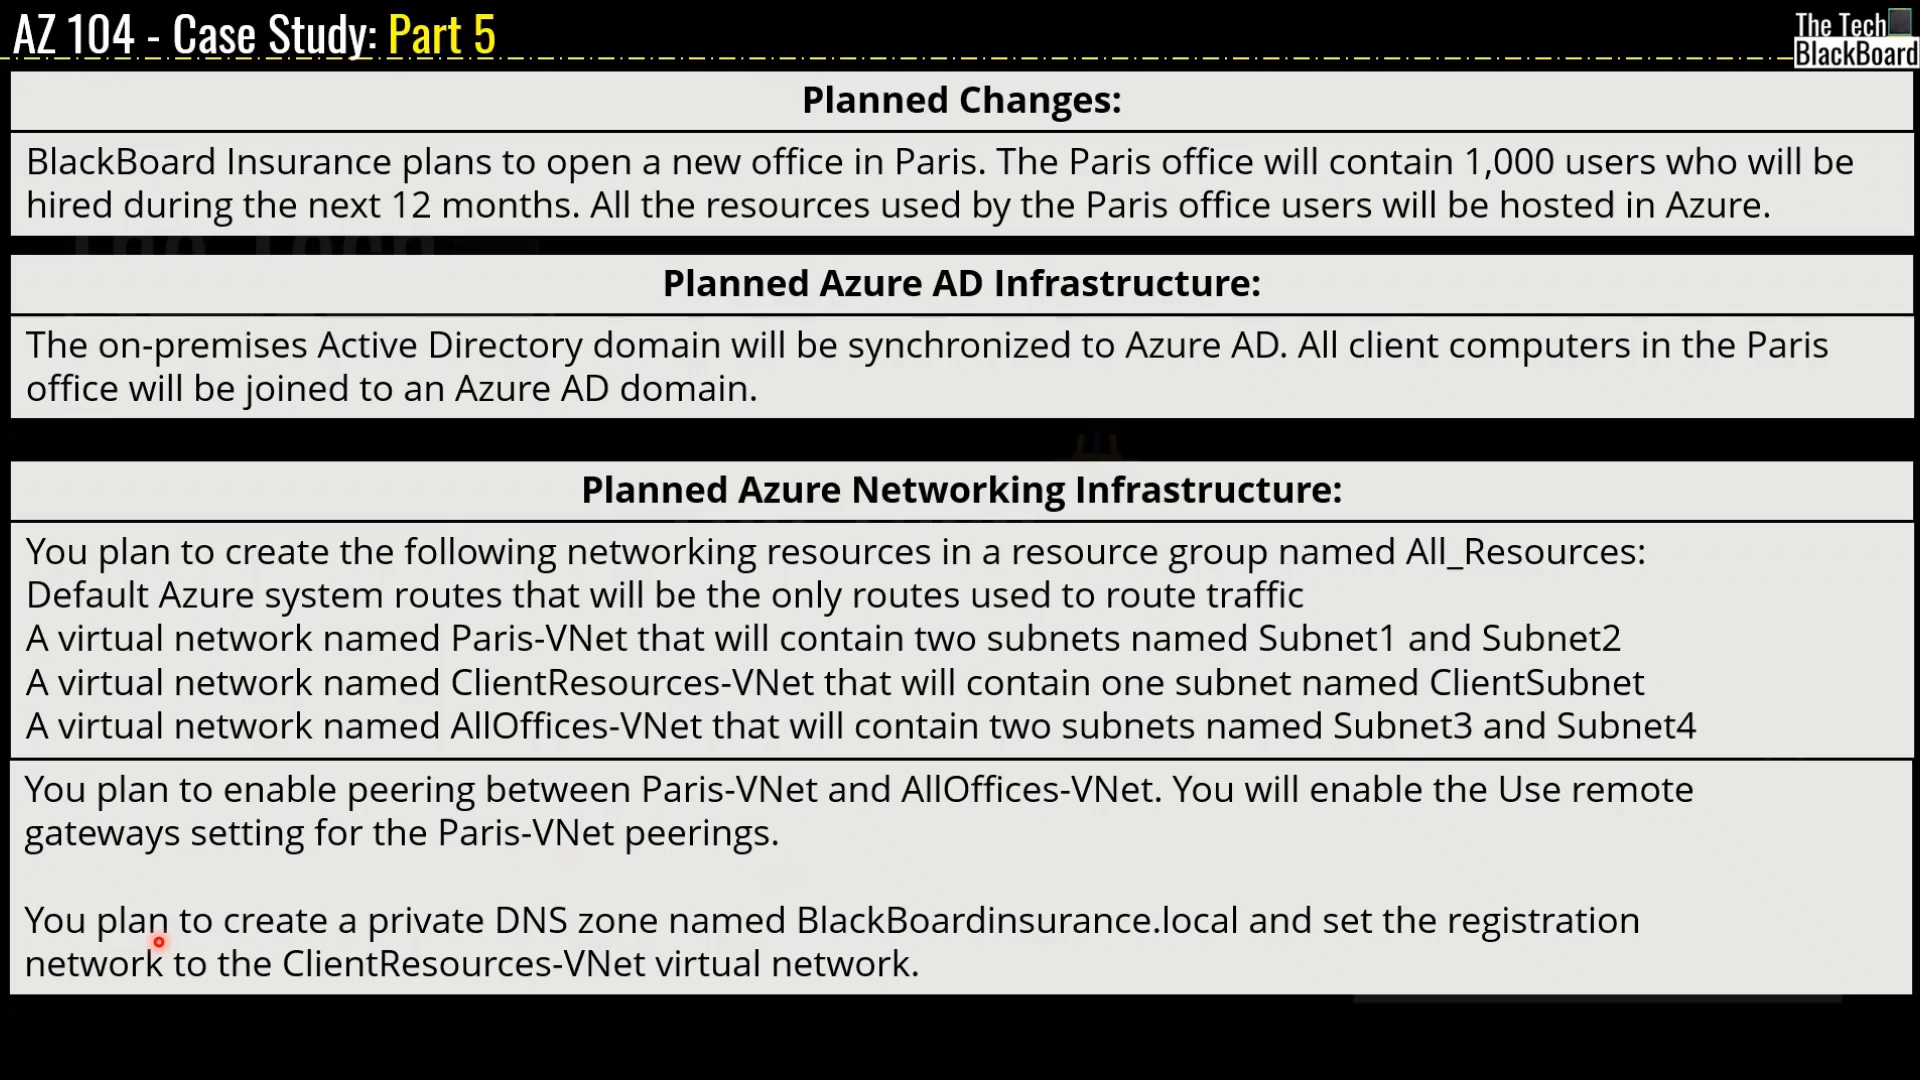 AZ 104 - Case Study: Part 5
The Tech
BlackBoard
Planned Changes:
BlackBoard Insurance plans to open a new office in Paris. The Paris office will contain 1,000 users who will be
hired during the next 12 months. All the resources used by the Paris office users will be hosted in Azure.
Planned Azure AD Infrastructure:
The on-premises Active Directory domain will be synchronized to Azure AD. All client computers in the Paris
office will be joined to an Azure AD domain.
Planned Azure Networking Infrastructure:
You plan to create the following networking resources in a resource group named All_Resources:
Default Azure system routes that will be the only routes used to route traffic
A virtual network named Paris-VNet that will contain two subnets named Subnet1 and Subnet2
A virtual network named ClientResources-VNet that will contain one subnet named ClientSubnet
A virtual network named AllOffices-VNet that will contain two subnets named Subnet3 and Subnet4
You plan to enable peering between Paris-VNet and AllOffices-VNet. You will enable the Use remote
gateways setting for the Paris-VNet peerings.
You plan to create a private DNS zone named BlackBoardinsurance.local and set the registration
network to the ClientResources-VNet virtual network.